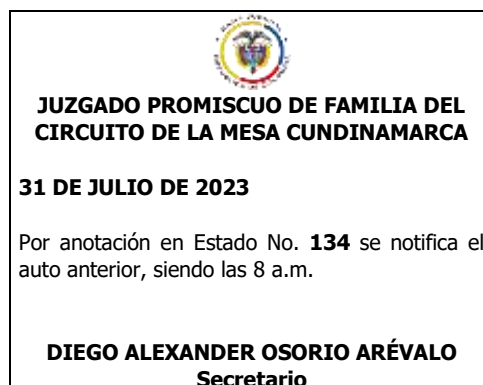 JUZGADO PROMISCUO DE FAMILIA DEL
CIRCUITO DE LA MESA CUNDINAMARCA
31 DE JULIO DE 2023
Por anotación en Estado No. 134 se notifica el
auto anterior, siendo las 8 a.m.
DIEGO ALEXANDER OSORIO ARÉVALO
Secretario